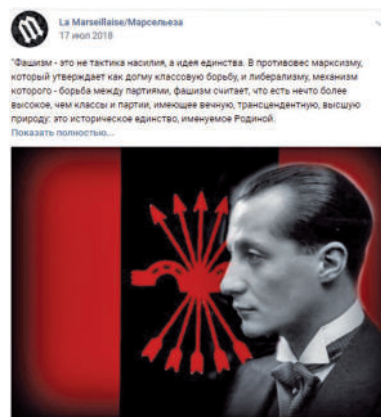 La Marseillaise/Марсельеза
17 июл 2018
"Фашизм - это не тактика насилия, а идея единства. В противовес марксизму,
который утверждает как догму классовую борьбу, и либерализму, механизм
которого - борьба между партиями, фашизм считает, что есть нечто более
высокое, чем классы и партии, имеющее вечную, трансцендентную, высшую
природу: это историческое единство, именуемое Родиной.
Показать полностью...